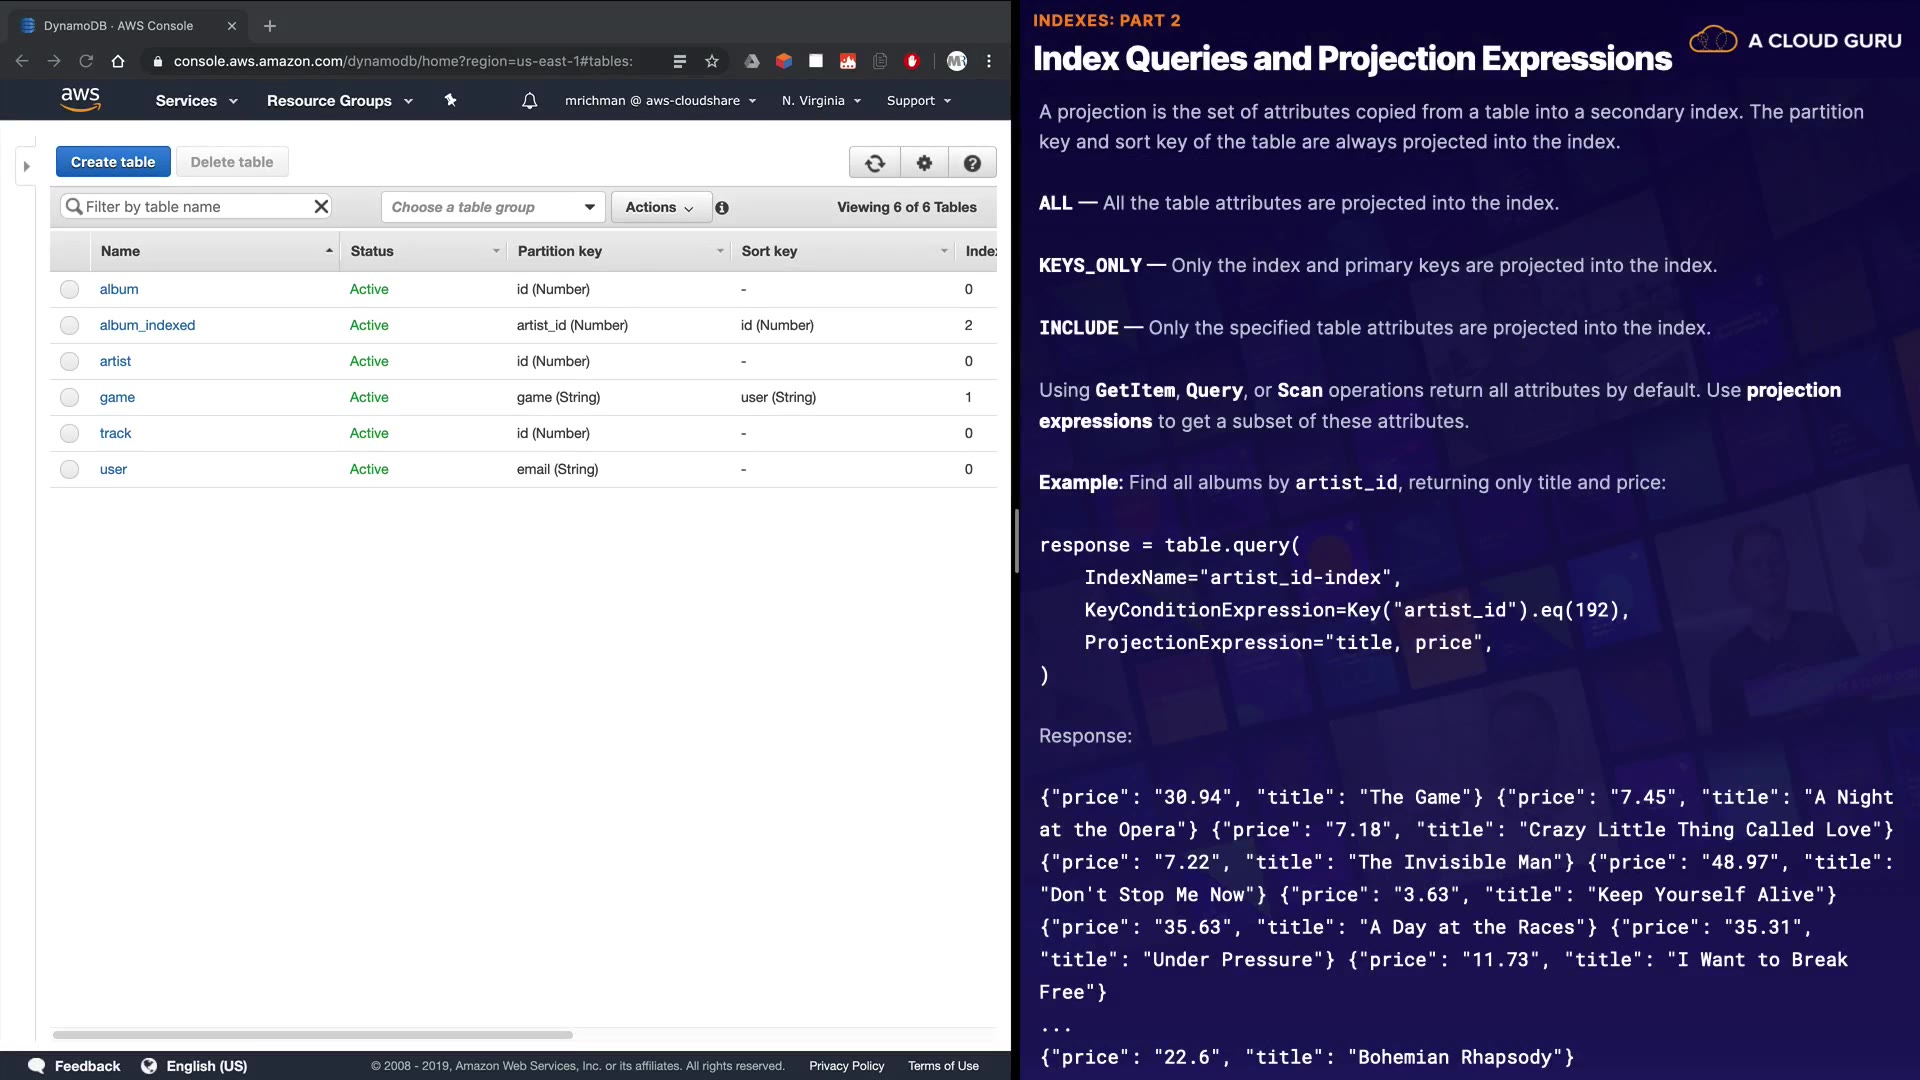 DynamoDB · AWS Console
console.aws.amazon.com/dynamodb/home?region=us-east-1#tables:
aws
Services
Resource Groups
mrichman @ aws-cloudshare
N. Virginia
Support
Create table
Delete table
Filter by table name
Choose a table group
Actions
Viewing 6 of 6 Tables
Name Status Partition key Sort key Index
album Active id (Number) - 0
album_indexed Active artist_id (Number) id (Number) 2
artist Active id (Number) - 0
game Active game (String) user (String) 1
track Active id (Number) - 0
user Active email (String) - 0
Feedback
English (US)
© 2008 - 2019, Amazon Web Services, Inc. or its affiliates. All rights reserved.
Privacy Policy
Terms of Use
INDEXES: PART 2
Index Queries and Projection Expressions
A CLOUD GURU
A projection is the set of attributes copied from a table into a secondary index. The partition
key and sort key of the table are always projected into the index.
ALL — All the table attributes are projected into the index.
KEYS_ONLY — Only the index and primary keys are projected into the index.
INCLUDE — Only the specified table attributes are projected into the index.
Using GetItem, Query, or Scan operations return all attributes by default. Use projection
expressions to get a subset of these attributes.
Example: Find all albums by artist_id, returning only title and price:
response = table.query(
IndexName="artist_id-index",
KeyConditionExpression=Key("artist_id").eq(192),
ProjectionExpression="title, price",
)
Response:
{"price": "30.94", "title": "The Game"} {"price": "7.45", "title": "A Night
at the Opera"} {"price": "7.18", "title": "Crazy Little Thing Called Love"}
{"price": "7.22", "title": "The Invisible Man"} {"price": "48.97", "title":
"Don't Stop Me Now"} {"price": "3.63", "title": "Keep Yourself Alive"}
{"price": "35.63", "title": "A Day at the Races"} {"price": "35.31",
"title": "Under Pressure"} {"price": "11.73", "title": "I Want to Break
Free"}
...
{"price": "22.6", "title": "Bohemian Rhapsody"}